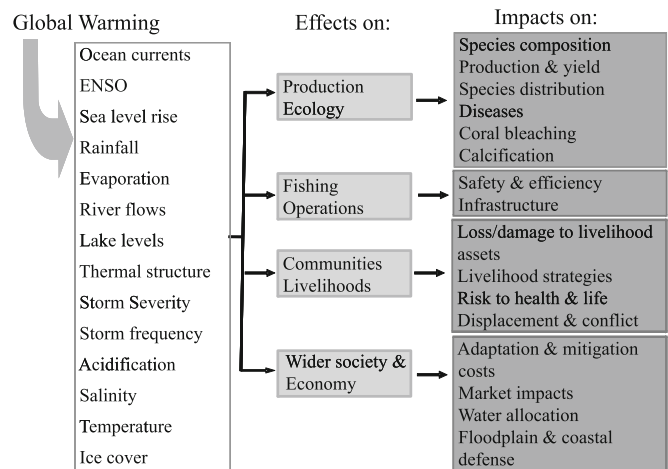 Global Warming
Ocean currents
ENSO
Sea level rise
Rainfall
Evaporation
River flows
Lake levels
Thermal structure
Storm Severity
Storm frequency
Acidification
Salinity
Temperature
Ice cover
Effects on:
Production
Ecology
Fishing
Operations
Communities
Livelihoods
Wider society &
Economy
Impacts on:
Species composition
Production & yield
Species distribution
Diseases
Coral bleaching
Calcification
Safety & efficiency
Infrastructure
Loss/damage to livelihood
assets
Livelihood strategies
Risk to health & life
Displacement & conflict
Adaptation & mitigation
costs
Market impacts
Water allocation
Floodplain & coastal
defense